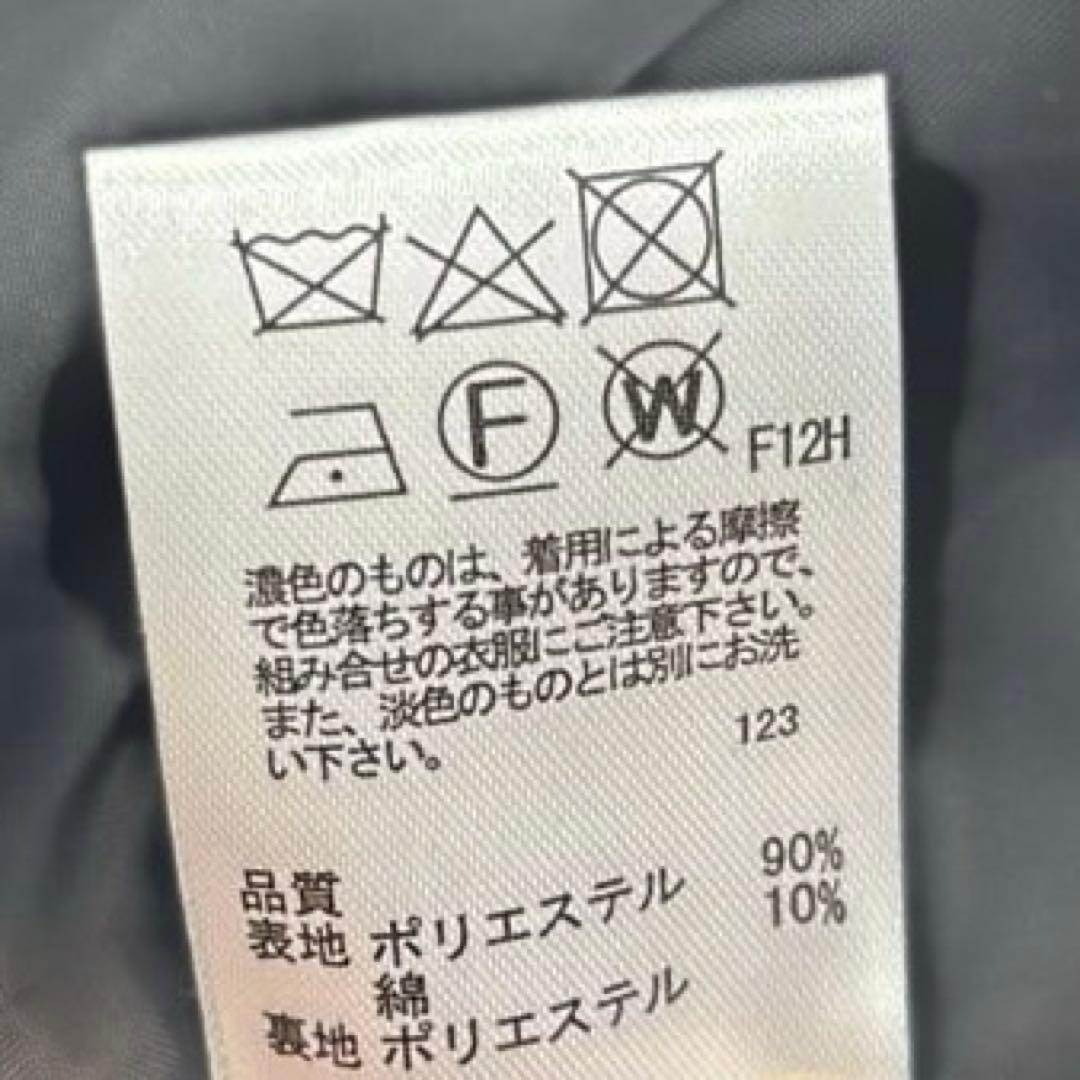 F
W
F12H
濃色のものは、着用による摩擦
で色落ちする事がありますので、
組み合せの衣服にご注意下さい。
また、淡色のものとは別にお洗
い下さい。
123
品質
表地 ポリエステル 90%
綿 10%
裏地 ポリエステル